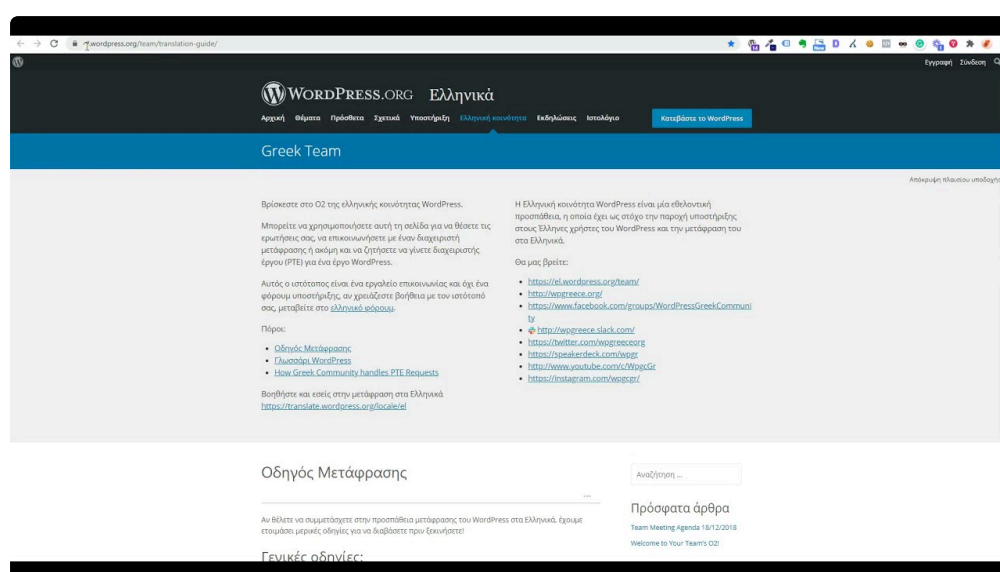 wordpress.org/team/translation-guide/
Εγγραφή Σύνδεση
WORDPRESS.ORG Ελληνικά
Αρχική Θέματα Πρόσθετα Σχετικά Υποστήριξη Ελληνική κοινότητα Εκδηλώσεις Ιστολόγιο Κατεβάστε το WordPress
Greek Team
Απόκρυψη πλαισίου υποδοχής
Βρίσκεστε στο O2 της ελληνικής κοινότητας WordPress.
Μπορείτε να χρησιμοποιήσετε αυτή τη σελίδα για να θέσετε τις
ερωτήσεις σας, να επικοινωνήσετε με έναν διαχειριστή
μετάφρασης ή ακόμη και να ζητήσετε να γίνετε διαχειριστής
έργου (PTE) για ένα έργο WordPress.
Αυτός ο ιστότοπος είναι ένα εργαλείο επικοινωνίας και όχι ένα
φόρουμ υποστήριξης, αν χρειάζεστε βοήθεια με τον ιστότοπό
σας, μεταβείτε στο ελληνικό φόρουμ.
Πόροι:
• Οδηγός Μετάφρασης
• Γλωσσάρι WordPress
• How Greek Community handles PTE Requests
Βοηθήστε και εσείς στην μετάφραση στα Ελληνικά
https://translate.wordpress.org/locale/el
Η Ελληνική κοινότητα WordPress είναι μία εθελοντική
προσπάθεια, η οποία έχει ως στόχο την παροχή υποστήριξης
στους Έλληνες χρήστες του WordPress και την μετάφραση του
στα Ελληνικά.
Θα μας βρείτε:
• https://el.wordpress.org/team/
• http://wpgreece.org/
• https://www.facebook.com/groups/WordPressGreekCommuni
ty
• http://wpgreece.slack.com/
• https://twitter.com/wpgreeceorg
• https://speakerdeck.com/wpgr
• http://www.youtube.com/c/WpgcGr
• https://instagram.com/wpgcgr/
Οδηγός Μετάφρασης
...
Αν θέλετε να συμμετάσχετε στην προσπάθεια μετάφρασης του WordPress στα Ελληνικά, έχουμε
ετοιμάσει μερικές οδηγίες για να διαβάσετε πριν ξεκινήσετε!
Γενικές οδηγίες:
Αναζήτηση ...
Πρόσφατα άρθρα
Team Meeting Agenda 18/12/2018
Welcome to Your Team's O2!